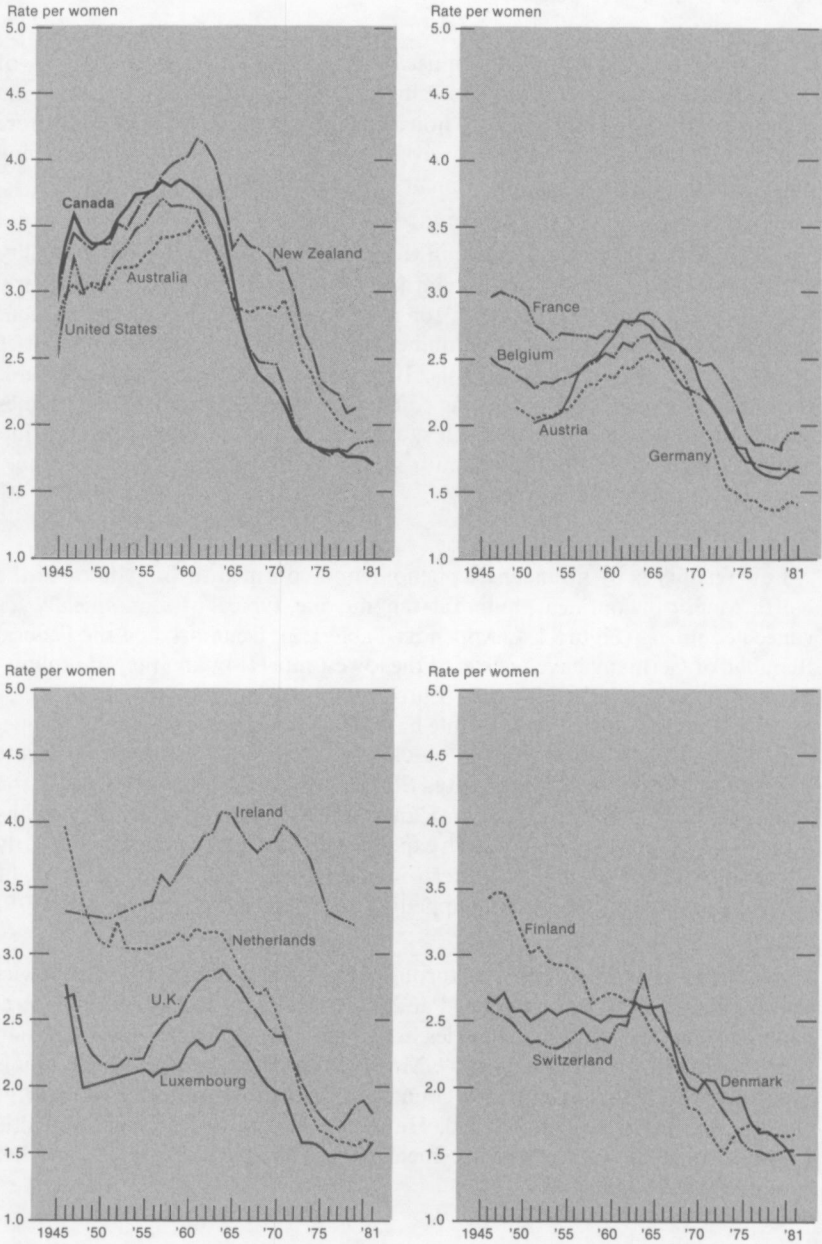 Rate per women
5.0
4.5
4.0
3.5
3.0
2.5
2.0
1.5
1.0
Canada
New Zealand
Australia
United States
1945 '50 '55 '60 '65 '70 '75 '81
Rate per women
5.0
4.5
4.0
3.5
3.0
2.5
2.0
1.5
1.0
France
Belgium
Austria
Germany
1945 '50 '55 '60 '65 '70 '75 '81
Rate per women
5.0
4.5
4.0
3.5
3.0
2.5
2.0
1.5
1.0
Ireland
Netherlands
U.K.
Luxembourg
1945 '50 '55 '60 '65 '70 '75 '81
Rate per women
5.0
4.5
4.0
3.5
3.0
2.5
2.0
1.5
1.0
Finland
Switzerland
Denmark
1945 '50 '55 '60 '65 '70 '75 '81